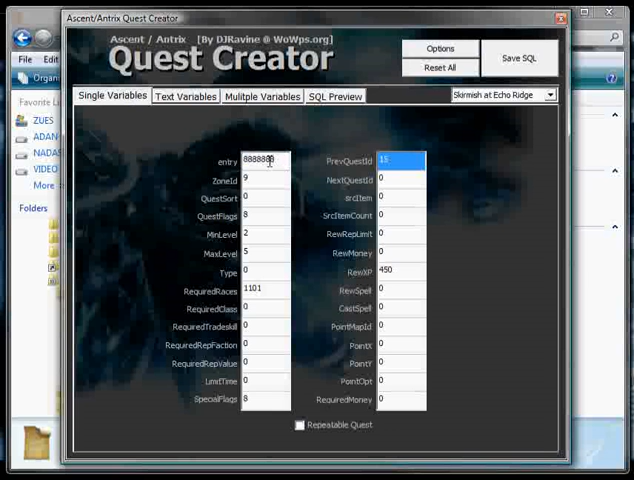 Ascent/Antrix Quest Creator
Ascent / Antrix [By DJRavine @ WoWps.org]
Quest Creator
Options
Reset All
Save SQL
File
Ed
Organ
Favorite Li
ZUES
ADAN
NADAS
VIDEO
More
Folders
Single Variables
Text Variables
Mulitple Variables
SQL Preview
Skirmish at Echo Ridge
entry 8888888
ZoneId 9
QuestSort 0
QuestFlags 8
MinLevel 2
MaxLevel 5
Type 0
RequiredRaces 1101
RequiredClass 0
RequiredTradeskill 0
RequiredRepFaction 0
RequiredRepValue 0
LimitTime 0
SpecialFlags 8
PrevQuestId 15
NextQuestId 0
srcItem 0
SrcItemCount 0
RewRepLimit 0
RewMoney 0
RewXP 450
RewSpell 0
CastSpell 0
PointMapId 0
PointX 0
PointY 0
PointOpt 0
RequiredMoney 0
Repeatable Quest